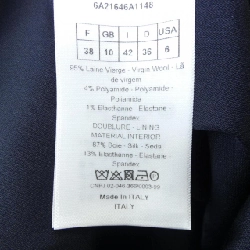 6A21646A1148
F GB I D USA
38 10 42 36 6
95% Laine Vierge - Virgin Wool - Lã
de virgem
4% Polyamide - Polyamide
Poliamida
1% Elasthanne - Elastane
Spandex
DOUBLURE - LINING
MATERIAL INTERIOR
87% Soie - Silk - Seda
13% Elasthanne - Elastane
Spandex
Made in ITALY
ITALY